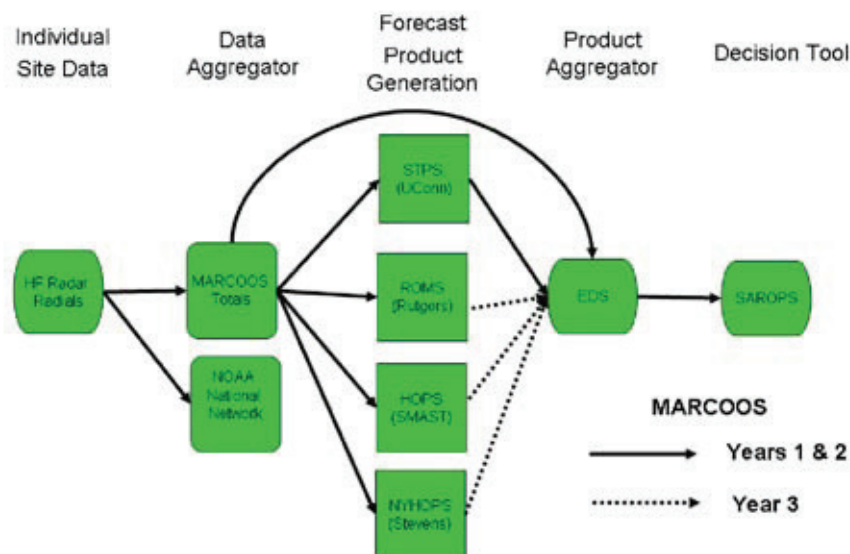 Individual
Site Data
Data
Aggregator
Forecast
Product
Generation
Product
Aggregator
Decision Tool
STPS
(UConn)
HF Radar
Radials
MARCOOS
Totals
ROMS
(Rutgers)
EDS
SAROPS
NOAA
National
Network
HOPS
(SMAST)
NYHOPS
(Stevens)
MARCOOS
Years 1 & 2
Year 3